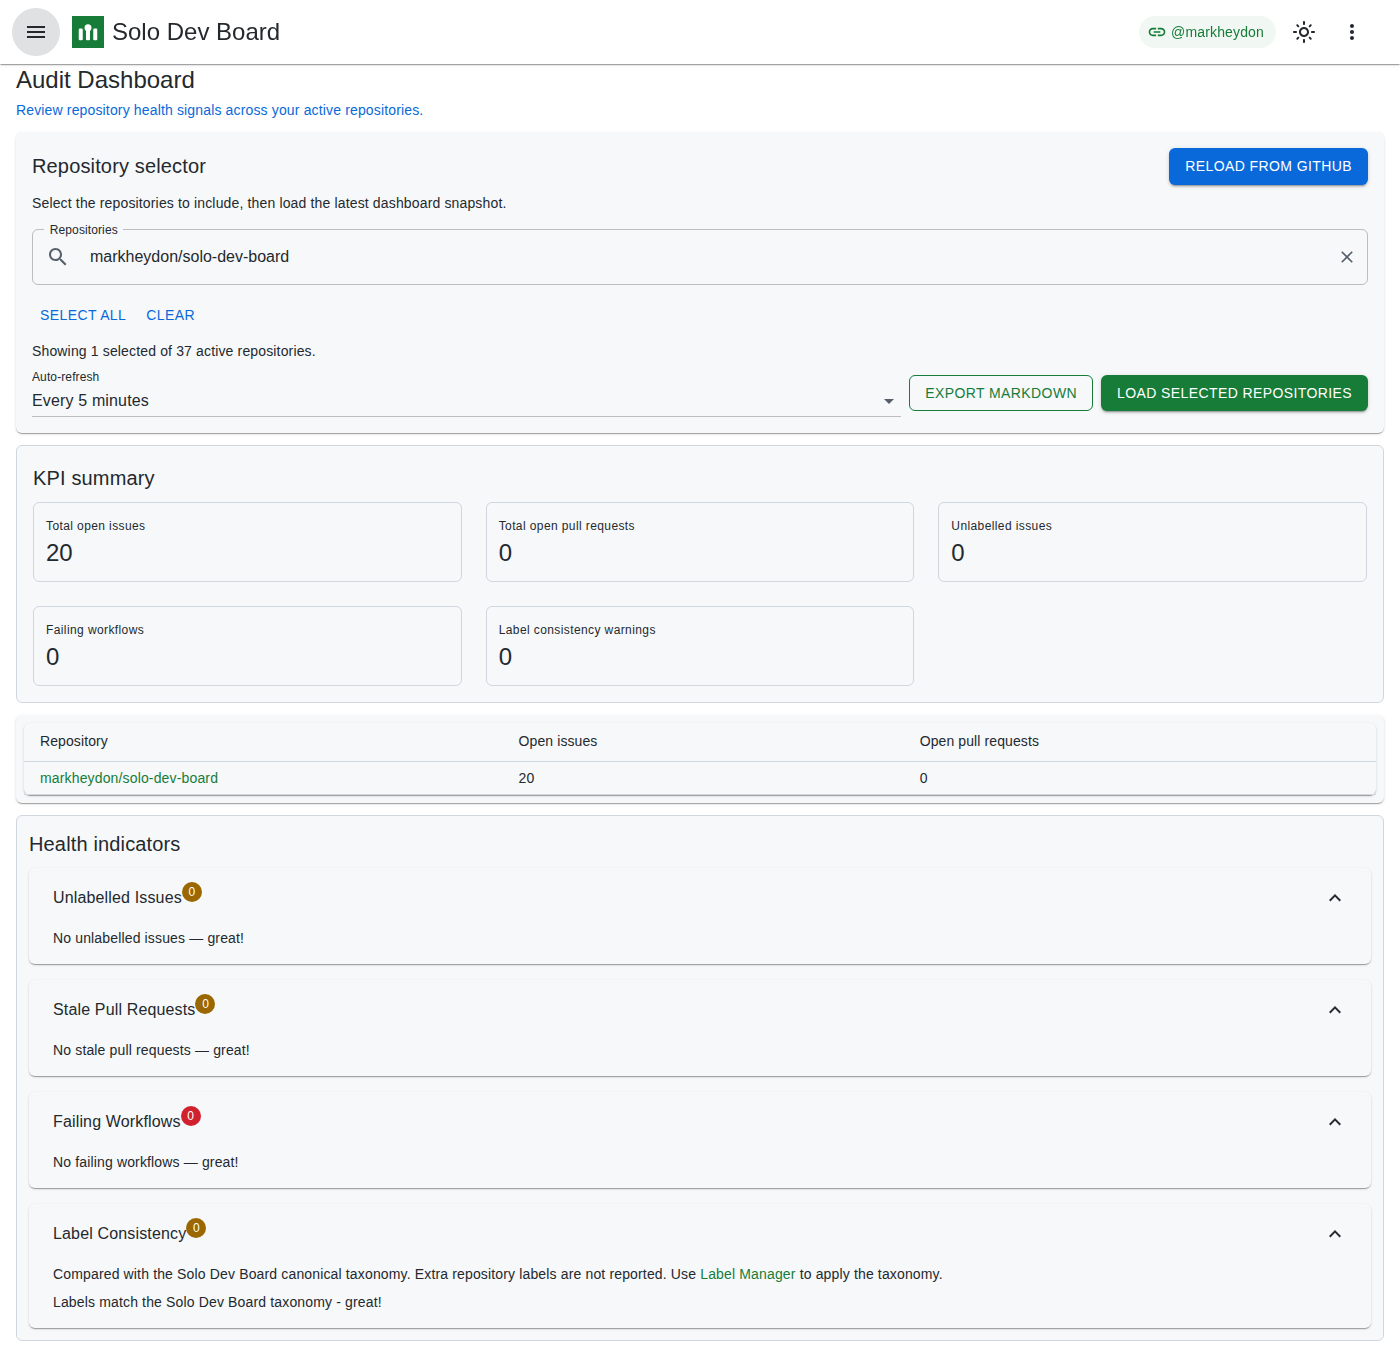 Solo Dev Board
@markheydon
Audit Dashboard
Review repository health signals across your active repositories.
Repository selector
RELOAD FROM GITHUB
Select the repositories to include, then load the latest dashboard snapshot.
Repositories
markheydon/solo-dev-board
SELECT ALL CLEAR
Showing 1 selected of 37 active repositories.
Auto-refresh
Every 5 minutes
EXPORT MARKDOWN
LOAD SELECTED REPOSITORIES
KPI summary
Total open issues
20
Total open pull requests
0
Unlabelled issues
0
Failing workflows
0
Label consistency warnings
0
Repository Open issues Open pull requests
markheydon/solo-dev-board 20 0
Health indicators
Unlabelled Issues 0
No unlabelled issues — great!
Stale Pull Requests 0
No stale pull requests — great!
Failing Workflows 0
No failing workflows — great!
Label Consistency 0
Compared with the Solo Dev Board canonical taxonomy. Extra repository labels are not reported. Use Label Manager to apply the taxonomy.
Labels match the Solo Dev Board taxonomy - great!